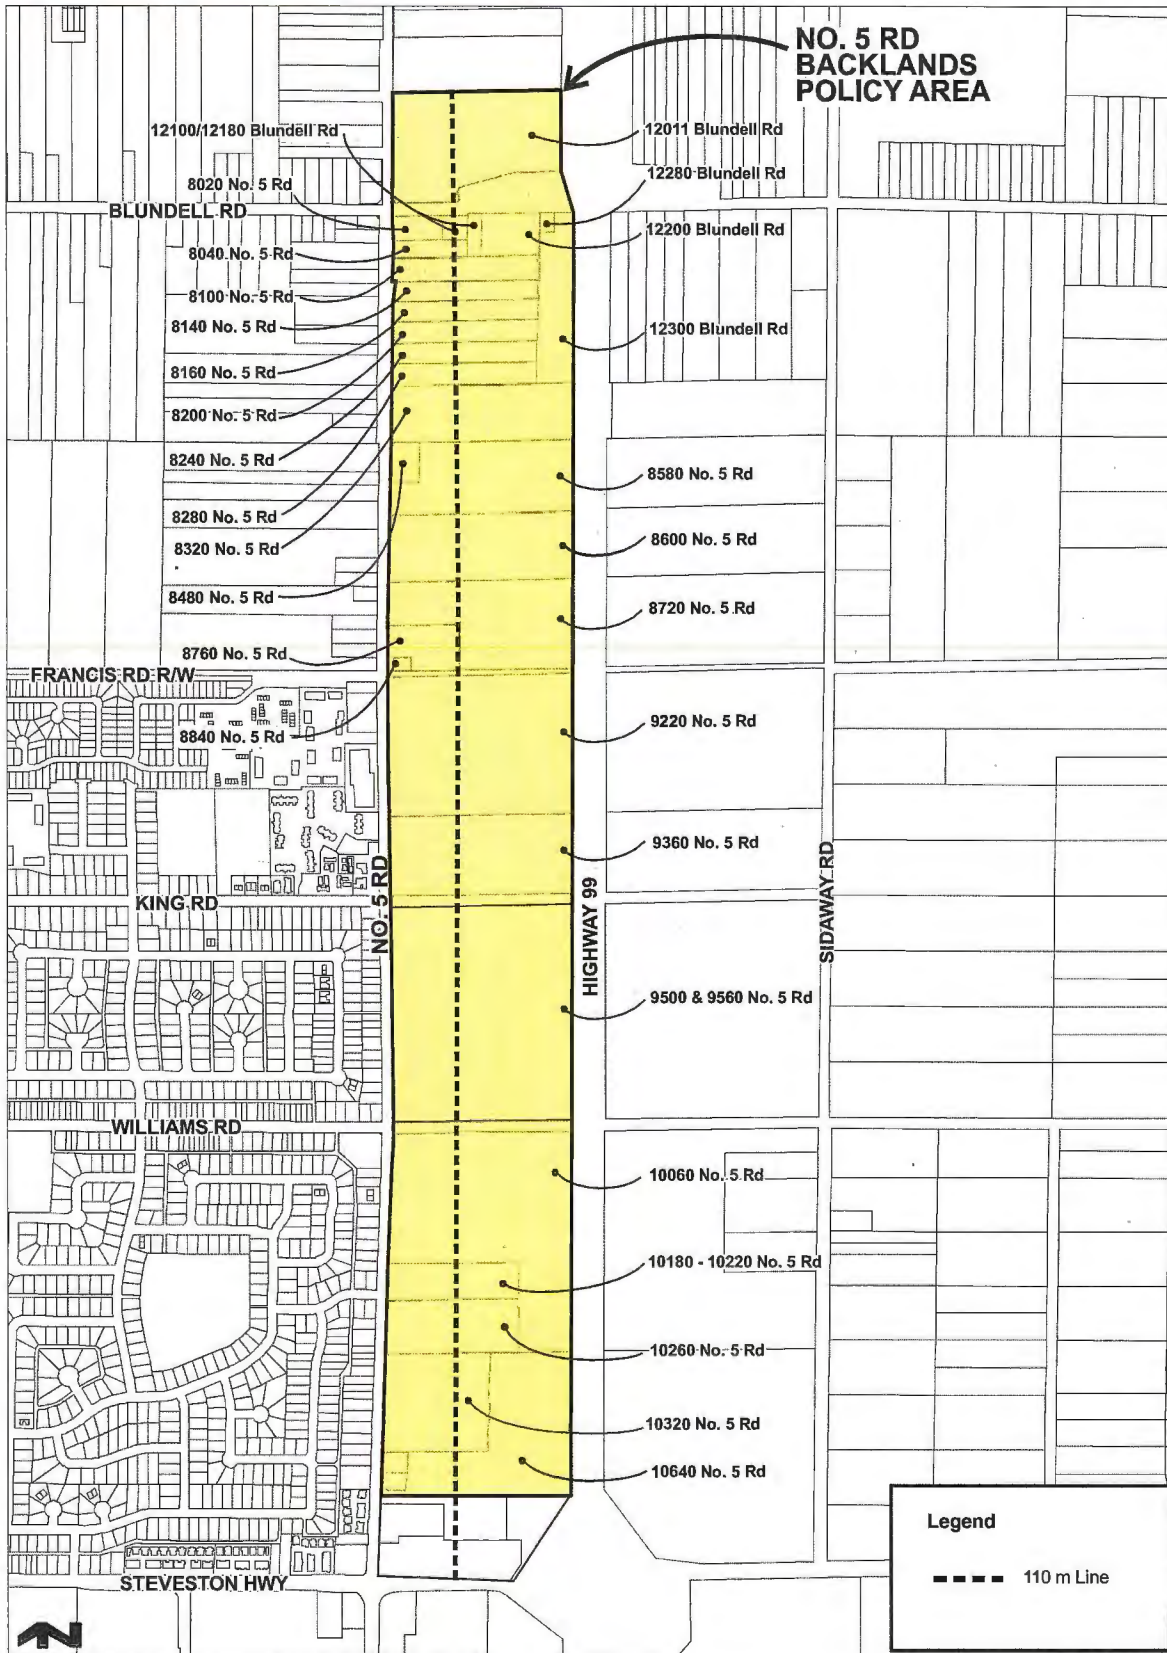 NO. 5 RD
BACKLANDS
POLICY AREA
12100/12180 Blundell Rd
12011 Blundell Rd
8020 No. 5 Rd
12280 Blundell Rd
BLUNDELL RD
12200 Blundell Rd
8040 No. 5 Rd
8100 No. 5 Rd
8140 No. 5 Rd
12300 Blundell Rd
8160 No. 5 Rd
8200 No. 5 Rd
8240 No. 5 Rd
8580 No. 5 Rd
8280 No. 5 Rd
8320 No. 5 Rd
8600 No. 5 Rd
8480 No. 5 Rd
8720 No. 5 Rd
8760 No. 5 Rd
FRANCIS RD R/W
8840 No. 5 Rd
9220 No. 5 Rd
9360 No. 5 Rd
KING RD
NO. 5 RD
HIGHWAY 99
SIDAWAY RD
9500 & 9560 No. 5 Rd
WILLIAMS RD
10060 No. 5 Rd
10180 - 10220 No. 5 Rd
10260 No. 5 Rd
10320 No. 5 Rd
10640 No. 5 Rd
STEVESTON HWY
Legend
110 m Line
N